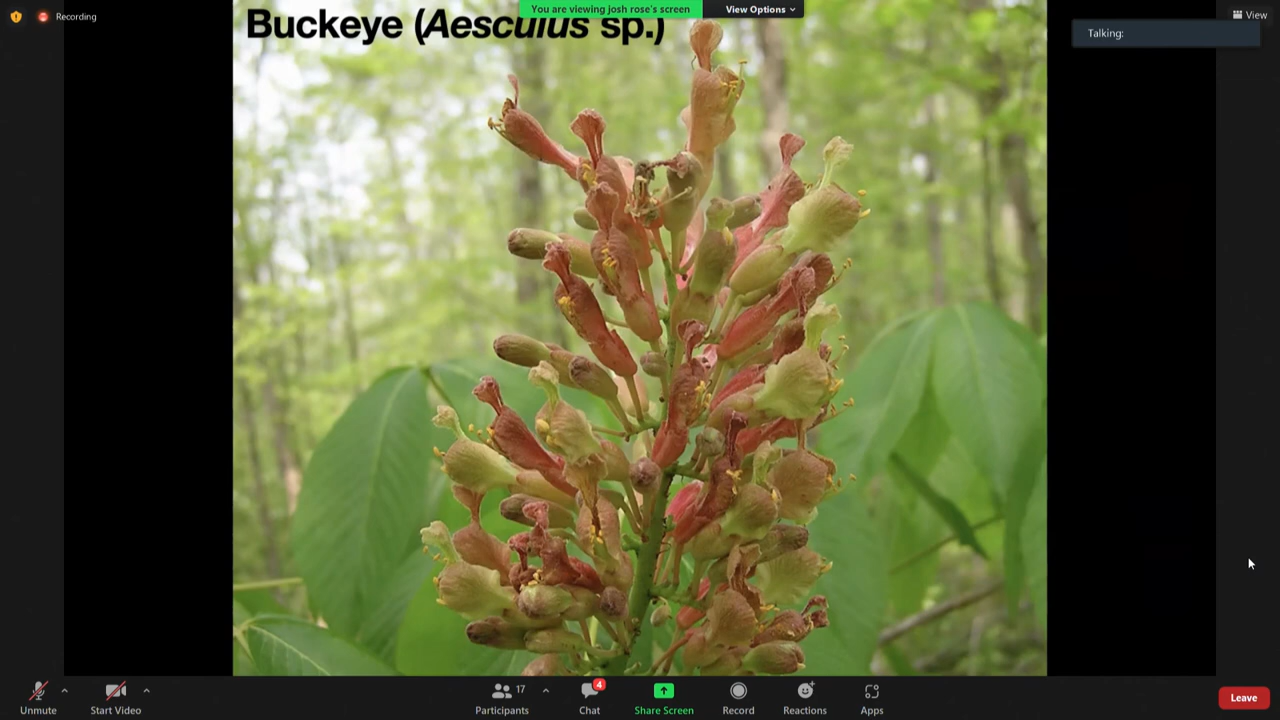 You are viewing josh rose's screen
View Options
Recording
View
Buckeye (Aesculus sp.)
Talking:
Unmute
Start Video
17
Participants
4
Chat
Share Screen
Record
Reactions
Apps
Leave